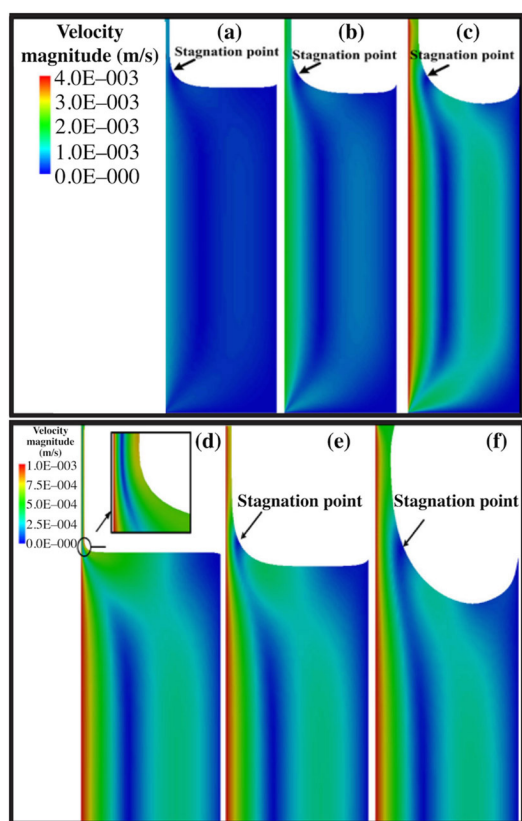 Velocity
magnitude (m/s)
4.0E–003
3.0E–003
2.0E–003
1.0E–003
0.0E–000
(a)
Stagnation point
(b)
Stagnation point
(c)
Stagnation point
Velocity
magnitude
(m/s)
1.0E–003
7.5E–004
5.0E–004
2.5E–004
0.0E–000
(d)
(e)
Stagnation point
(f)
Stagnation point